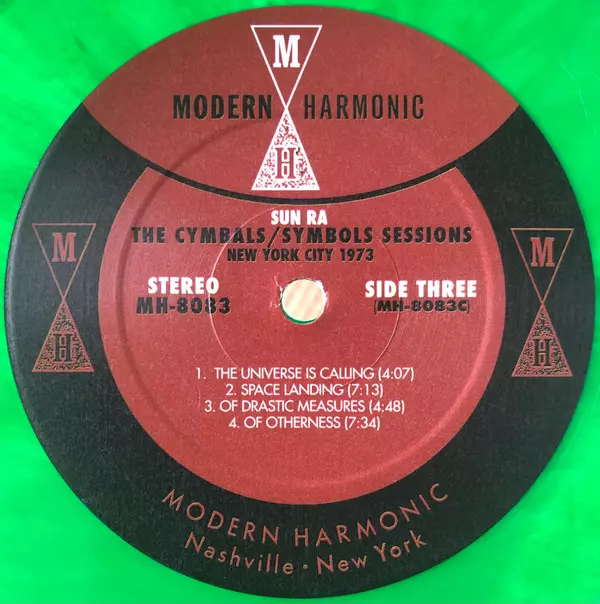 M
MODERN HARMONIC
H
SUN RA
THE CYMBALS/SYMBOLS SESSIONS
NEW YORK CITY 1973
STEREO
MH-8083
SIDE THREE
(MH-8083C)
M
H
M
H
1. THE UNIVERSE IS CALLING (4:07)
2. SPACE LANDING (7:13)
3. OF DRASTIC MEASURES (4:48)
4. OF OTHERNESS (7:34)
MODERN HARMONIC
Nashville • New York